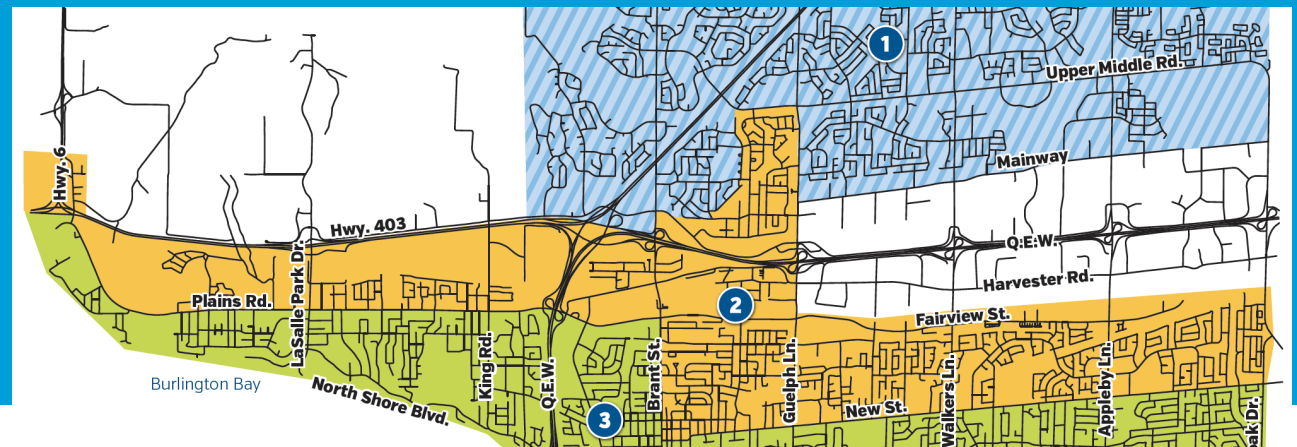 1
Upper Middle Rd.
Hwy. 6
Mainway
Hwy. 403
Q.E.W.
LaSalle Park Dr.
Harvester Rd.
Plains Rd.
2
Fairview St.
King Rd.
Q.E.W.
Brant St.
Guelph Ln.
Walkers Ln.
Appleby Ln.
Burlington Bay
North Shore Blvd.
New St.
3
Dr.